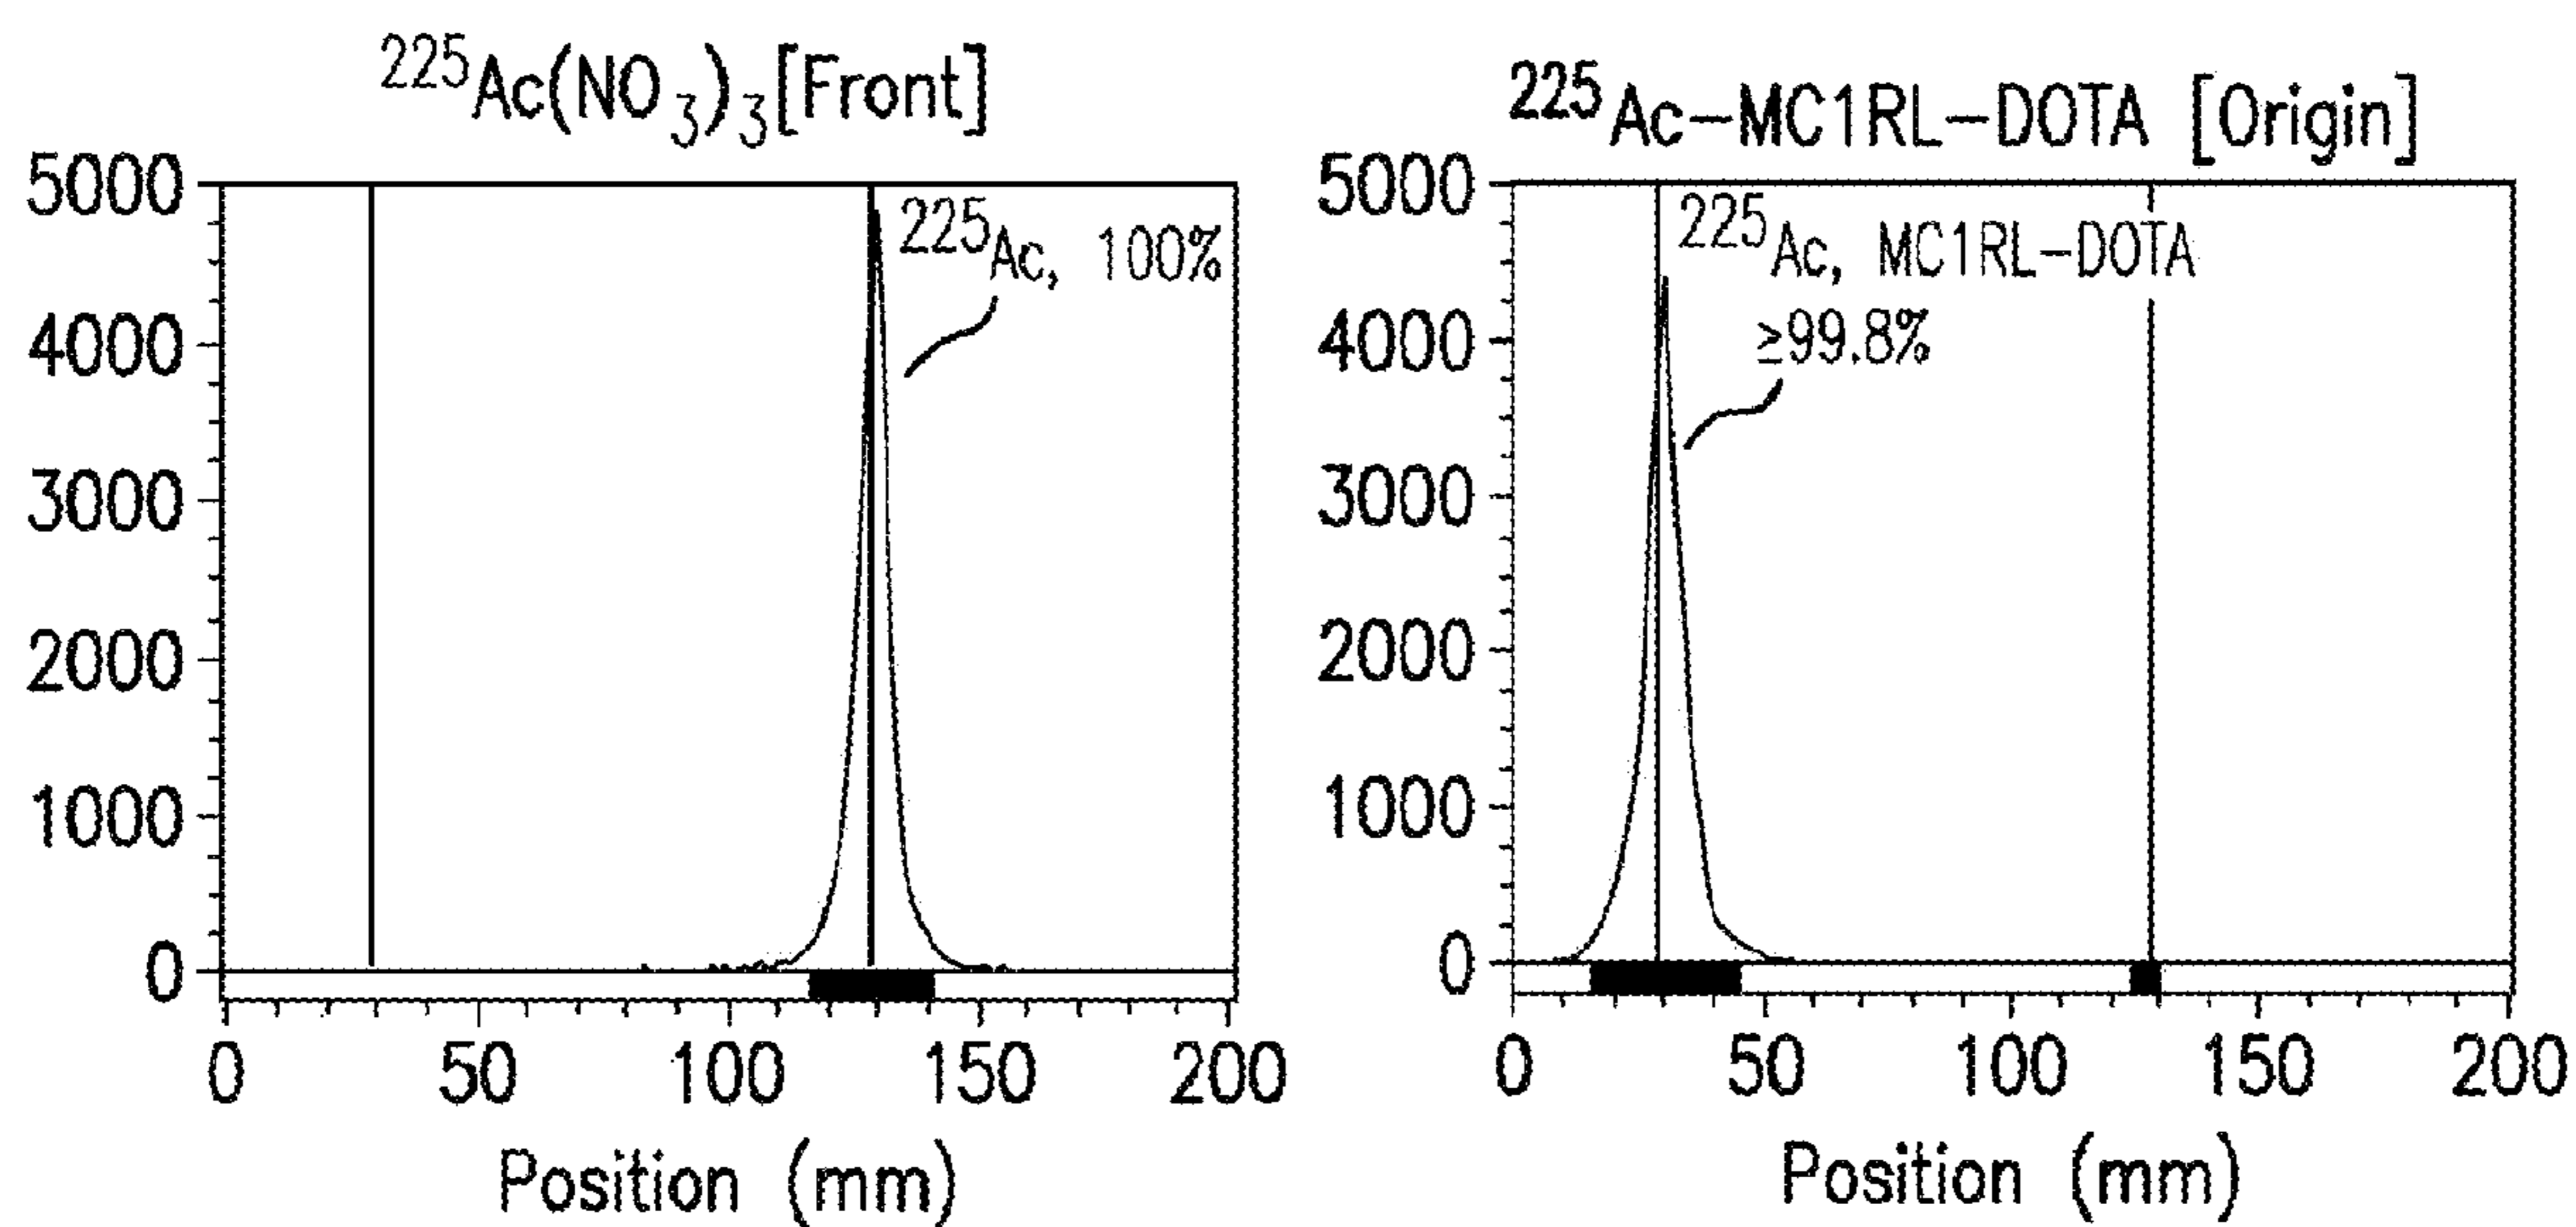 ²²⁵Ac(NO₃)₃[Front]
5000
4000
3000
2000
1000
0
²²⁵Ac, 100%
0 50 100 150 200
Position (mm)
²²⁵Ac-MC1RL-DOTA [Origin]
5000
4000
3000
2000
1000
0
²²⁵Ac, MC1RL-DOTA
≥99.8%
0 50 100 150 200
Position (mm)